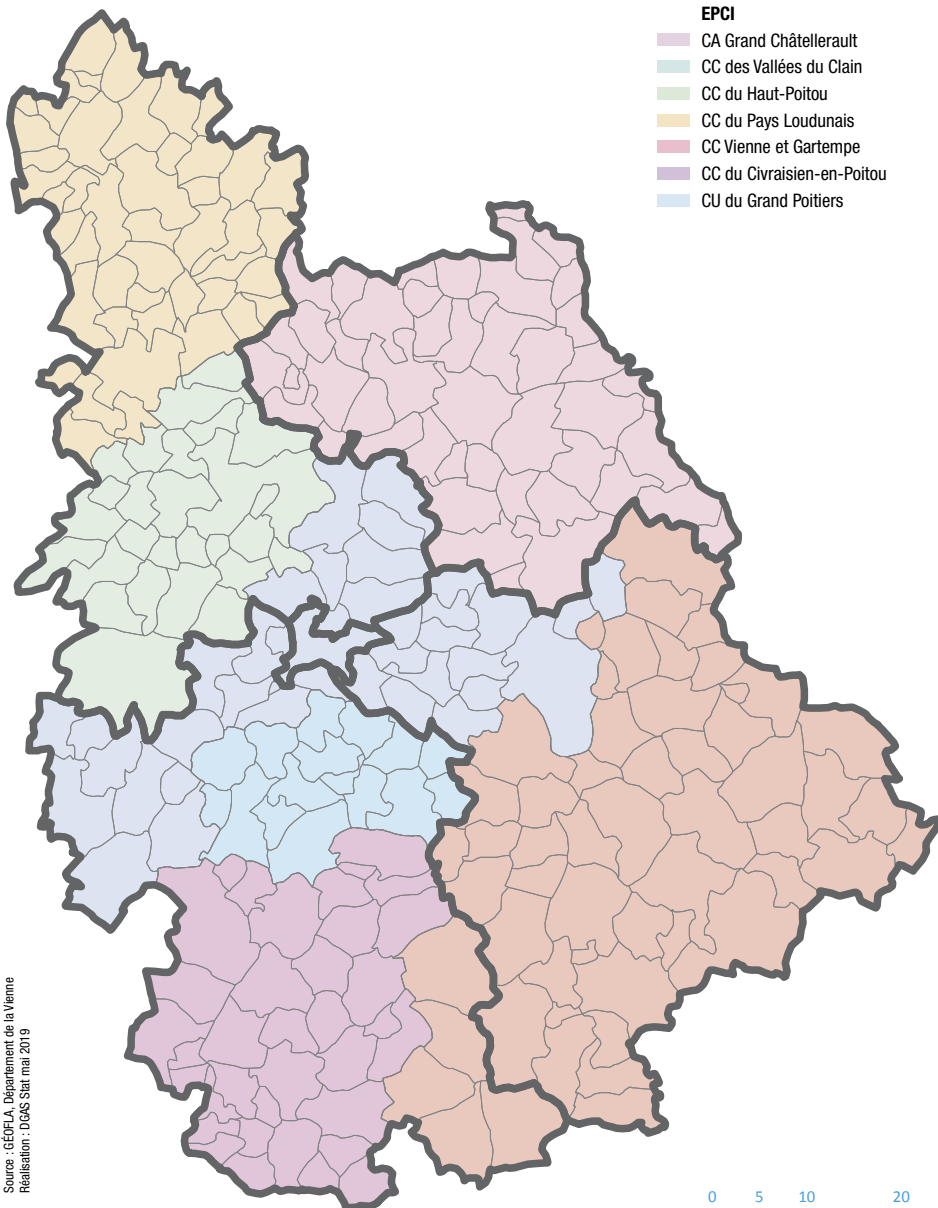 EPCI
CA Grand Châtellerault
CC des Vallées du Clain
CC du Haut-Poitou
CC du Pays Loudunais
CC Vienne et Gartempe
CC du Civraisien-en-Poitou
CU du Grand Poitiers
Source : GÉOFLA, Département de la Vienne
Réalisation : DGAS Stat mai 2019
0 5 10 20